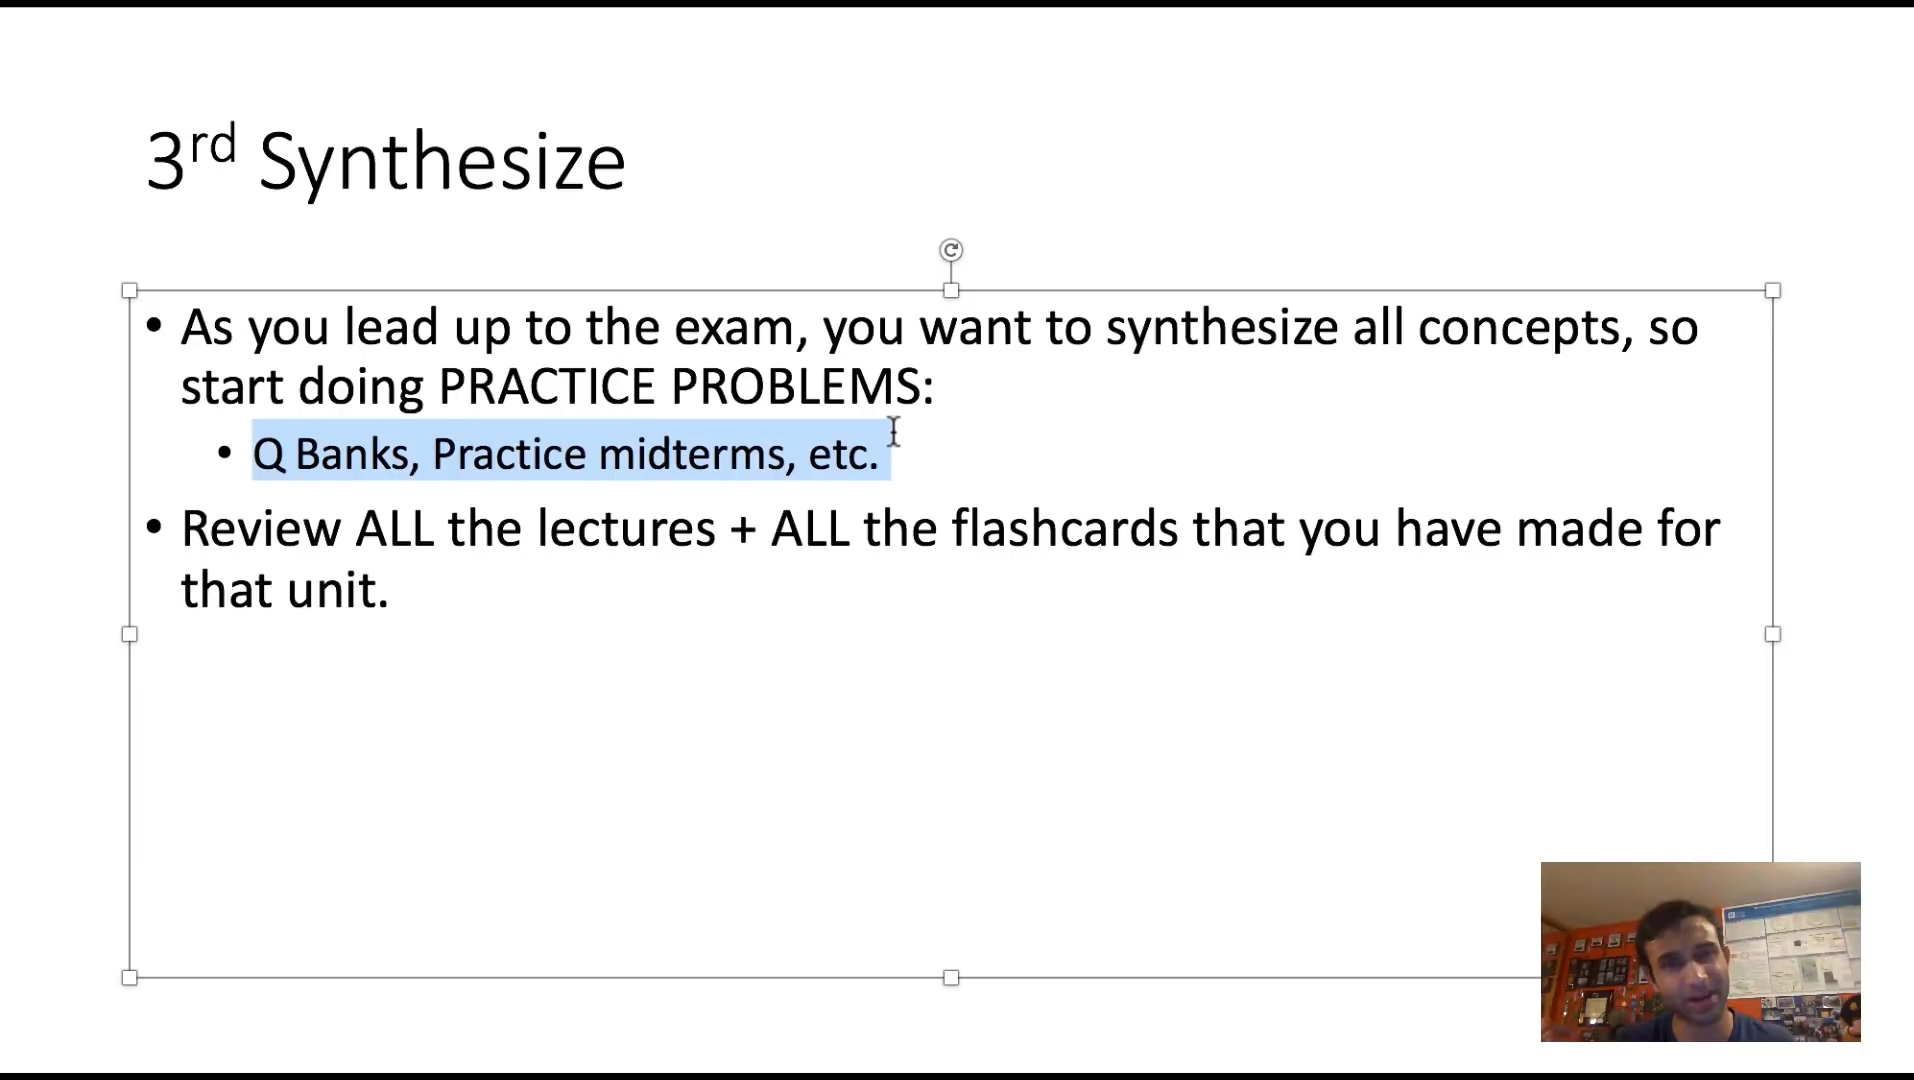 3rd Synthesize
• As you lead up to the exam, you want to synthesize all concepts, so
start doing PRACTICE PROBLEMS:
• Q Banks, Practice midterms, etc.
• Review ALL the lectures + ALL the flashcards that you have made for
that unit.